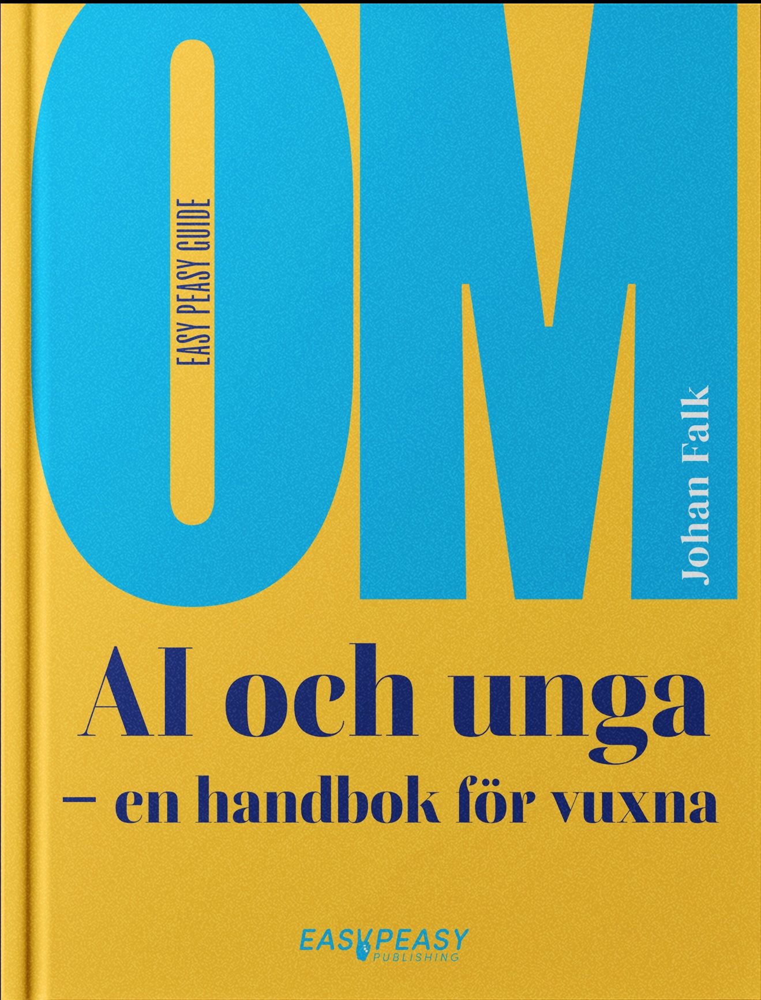 OM
EASY PEASY GUIDE
Johan Falk
AI och unga
– en handbok för vuxna
EASYPEASY
PUBLISHING